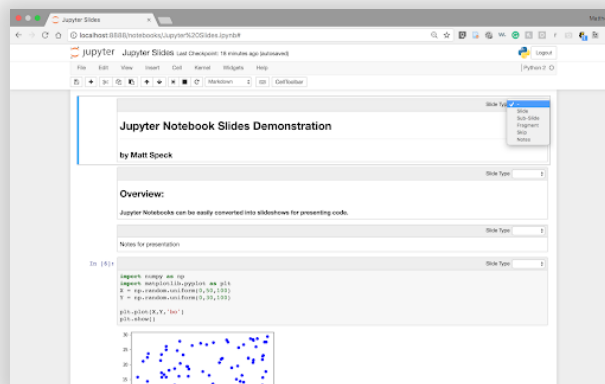 Jupyter Slides
localhost:8888/notebooks/Jupyter%20Slides.ipynb#
jupyter Jupyter Slides Last Checkpoint: 18 minutes ago (autosaved)
Logout
File Edit View Insert Cell Kernel Widgets Help
Python 2
Markdown
CellToolbar
Slide Type
-
Slide
Sub-Slide
Fragment
Skip
Notes
Jupyter Notebook Slides Demonstration
by Matt Speck
Slide Type
Overview:
Jupyter Notebooks can be easily converted into slideshows for presenting code.
Slide Type
Notes for presentation
In [6]:
Slide Type
import numpy as np
import matplotlib.pyplot as plt
X = np.random.uniform(0,50,100)
Y = np.random.uniform(0,30,100)
plt.plot(X,Y,'bo')
plt.show()
30